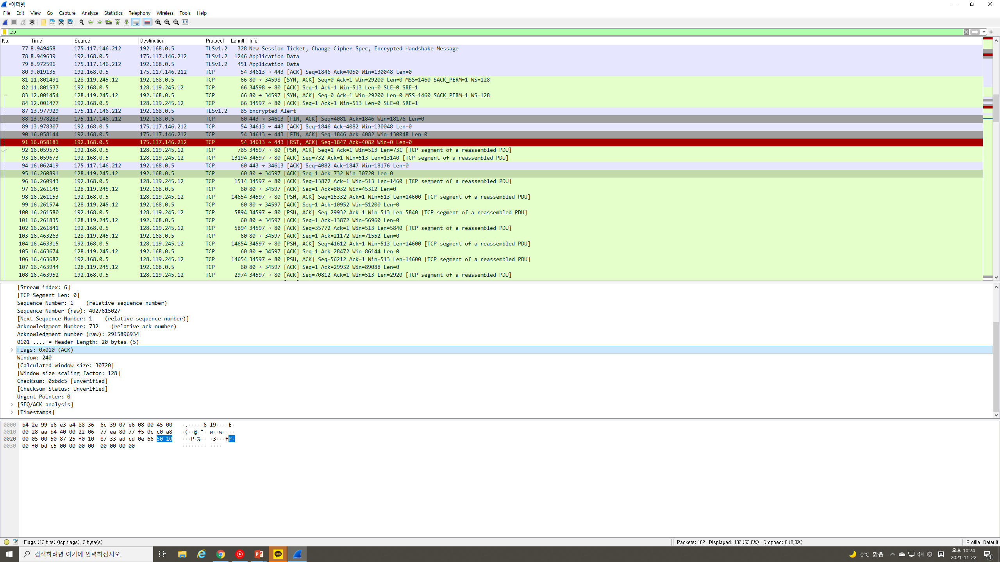 *이더넷
File Edit View Go Capture Analyze Statistics Telephony Wireless Tools Help
tcp
No. Time Source Destination Protocol Length Info
77 8.949458 175.117.146.212 192.168.0.5 TLSv1.2 328 New Session Ticket, Change Cipher Spec, Encrypted Handshake Message
78 8.949639 192.168.0.5 175.117.146.212 TLSv1.2 1246 Application Data
79 8.972596 175.117.146.212 192.168.0.5 TLSv1.2 451 Application Data
80 9.019135 192.168.0.5 175.117.146.212 TCP 54 34613 → 443 [ACK] Seq=1846 Ack=4050 Win=130048 Len=0
81 11.801491 128.119.245.12 192.168.0.5 TCP 66 80 → 34598 [SYN, ACK] Seq=0 Ack=1 Win=29200 Len=0 MSS=1460 SACK_PERM=1 WS=128
82 11.801537 192.168.0.5 128.119.245.12 TCP 66 34598 → 80 [ACK] Seq=1 Ack=1 Win=513 Len=0 SLE=0 SRE=1
83 12.001454 128.119.245.12 192.168.0.5 TCP 66 80 → 34597 [SYN, ACK] Seq=0 Ack=1 Win=29200 Len=0 MSS=1460 SACK_PERM=1 WS=128
84 12.001477 192.168.0.5 128.119.245.12 TCP 66 34597 → 80 [ACK] Seq=1 Ack=1 Win=513 Len=0 SLE=0 SRE=1
87 13.977929 175.117.146.212 192.168.0.5 TLSv1.2 85 Encrypted Alert
88 13.978283 175.117.146.212 192.168.0.5 TCP 60 443 → 34613 [FIN, ACK] Seq=4081 Ack=1846 Win=18176 Len=0
89 13.978307 192.168.0.5 175.117.146.212 TCP 54 34613 → 443 [ACK] Seq=1846 Ack=4082 Win=130048 Len=0
90 16.058144 192.168.0.5 175.117.146.212 TCP 54 34613 → 443 [FIN, ACK] Seq=1846 Ack=4082 Win=130048 Len=0
91 16.058181 192.168.0.5 175.117.146.212 TCP 54 34613 → 443 [RST, ACK] Seq=1847 Ack=4082 Win=0 Len=0
92 16.059576 192.168.0.5 128.119.245.12 TCP 785 34597 → 80 [PSH, ACK] Seq=1 Ack=1 Win=513 Len=731 [TCP segment of a reassembled PDU]
93 16.059673 192.168.0.5 128.119.245.12 TCP 13194 34597 → 80 [ACK] Seq=732 Ack=1 Win=513 Len=13140 [TCP segment of a reassembled PDU]
94 16.062419 175.117.146.212 192.168.0.5 TCP 60 443 → 34613 [ACK] Seq=4082 Ack=1847 Win=18176 Len=0
95 16.260891 128.119.245.12 192.168.0.5 TCP 60 80 → 34597 [ACK] Seq=1 Ack=732 Win=30720 Len=0
96 16.260943 192.168.0.5 128.119.245.12 TCP 1514 34597 → 80 [ACK] Seq=13872 Ack=1 Win=513 Len=1460 [TCP segment of a reassembled PDU]
97 16.261145 128.119.245.12 192.168.0.5 TCP 60 80 → 34597 [ACK] Seq=1 Ack=8032 Win=45312 Len=0
98 16.261153 192.168.0.5 128.119.245.12 TCP 14654 34597 → 80 [PSH, ACK] Seq=15332 Ack=1 Win=513 Len=14600 [TCP segment of a reassembled PDU]
99 16.261574 128.119.245.12 192.168.0.5 TCP 60 80 → 34597 [ACK] Seq=1 Ack=10952 Win=51200 Len=0
100 16.261580 192.168.0.5 128.119.245.12 TCP 5894 34597 → 80 [PSH, ACK] Seq=29932 Ack=1 Win=513 Len=5840 [TCP segment of a reassembled PDU]
101 16.261835 128.119.245.12 192.168.0.5 TCP 60 80 → 34597 [ACK] Seq=1 Ack=13872 Win=56960 Len=0
102 16.261841 192.168.0.5 128.119.245.12 TCP 5894 34597 → 80 [ACK] Seq=35772 Ack=1 Win=513 Len=5840 [TCP segment of a reassembled PDU]
103 16.463263 128.119.245.12 192.168.0.5 TCP 60 80 → 34597 [ACK] Seq=1 Ack=21172 Win=71552 Len=0
104 16.463315 192.168.0.5 128.119.245.12 TCP 14654 34597 → 80 [PSH, ACK] Seq=41612 Ack=1 Win=513 Len=14600 [TCP segment of a reassembled PDU]
105 16.463674 128.119.245.12 192.168.0.5 TCP 60 80 → 34597 [ACK] Seq=1 Ack=28472 Win=86144 Len=0
106 16.463682 192.168.0.5 128.119.245.12 TCP 14654 34597 → 80 [PSH, ACK] Seq=56212 Ack=1 Win=513 Len=14600 [TCP segment of a reassembled PDU]
107 16.463944 128.119.245.12 192.168.0.5 TCP 60 80 → 34597 [ACK] Seq=1 Ack=29932 Win=89088 Len=0
108 16.463952 192.168.0.5 128.119.245.12 TCP 2974 34597 → 80 [ACK] Seq=70812 Ack=1 Win=513 Len=2920 [TCP segment of a reassembled PDU]
[Stream index: 6]
[TCP Segment Len: 0]
Sequence Number: 1 (relative sequence number)
Sequence Number (raw): 4027615027
[Next Sequence Number: 1 (relative sequence number)]
Acknowledgment Number: 732 (relative ack number)
Acknowledgment number (raw): 2915896934
0101 .... = Header Length: 20 bytes (5)
Flags: 0x010 (ACK)
Window: 240
[Calculated window size: 30720]
[Window size scaling factor: 128]
Checksum: 0xbdc5 [unverified]
[Checksum Status: Unverified]
Urgent Pointer: 0
[SEQ/ACK analysis]
[Timestamps]
0000 b4 2e 99 e6 e3 a4 88 36 6c 39 07 e6 08 00 45 00 ·.·····6 l9····E·
0010 00 28 aa b4 40 00 22 06 77 ea 80 77 f5 0c c0 a8 ·(··@·"· w··w····
0020 00 05 00 50 87 25 f0 10 87 33 ad cd 0e 66 50 10 ···P·%·· ·3···fP·
0030 00 f0 bd c5 00 00 00 00 00 00 00 00 ········ ····
Flags (12 bits) (tcp.flags), 2 byte(s) Packets: 162 · Displayed: 102 (63.0%) · Dropped: 0 (0.0%) Profile: Default
검색하려면 여기에 입력하십시오. TALK 0°C 맑음 한 오후 10:24 1
2021-11-22